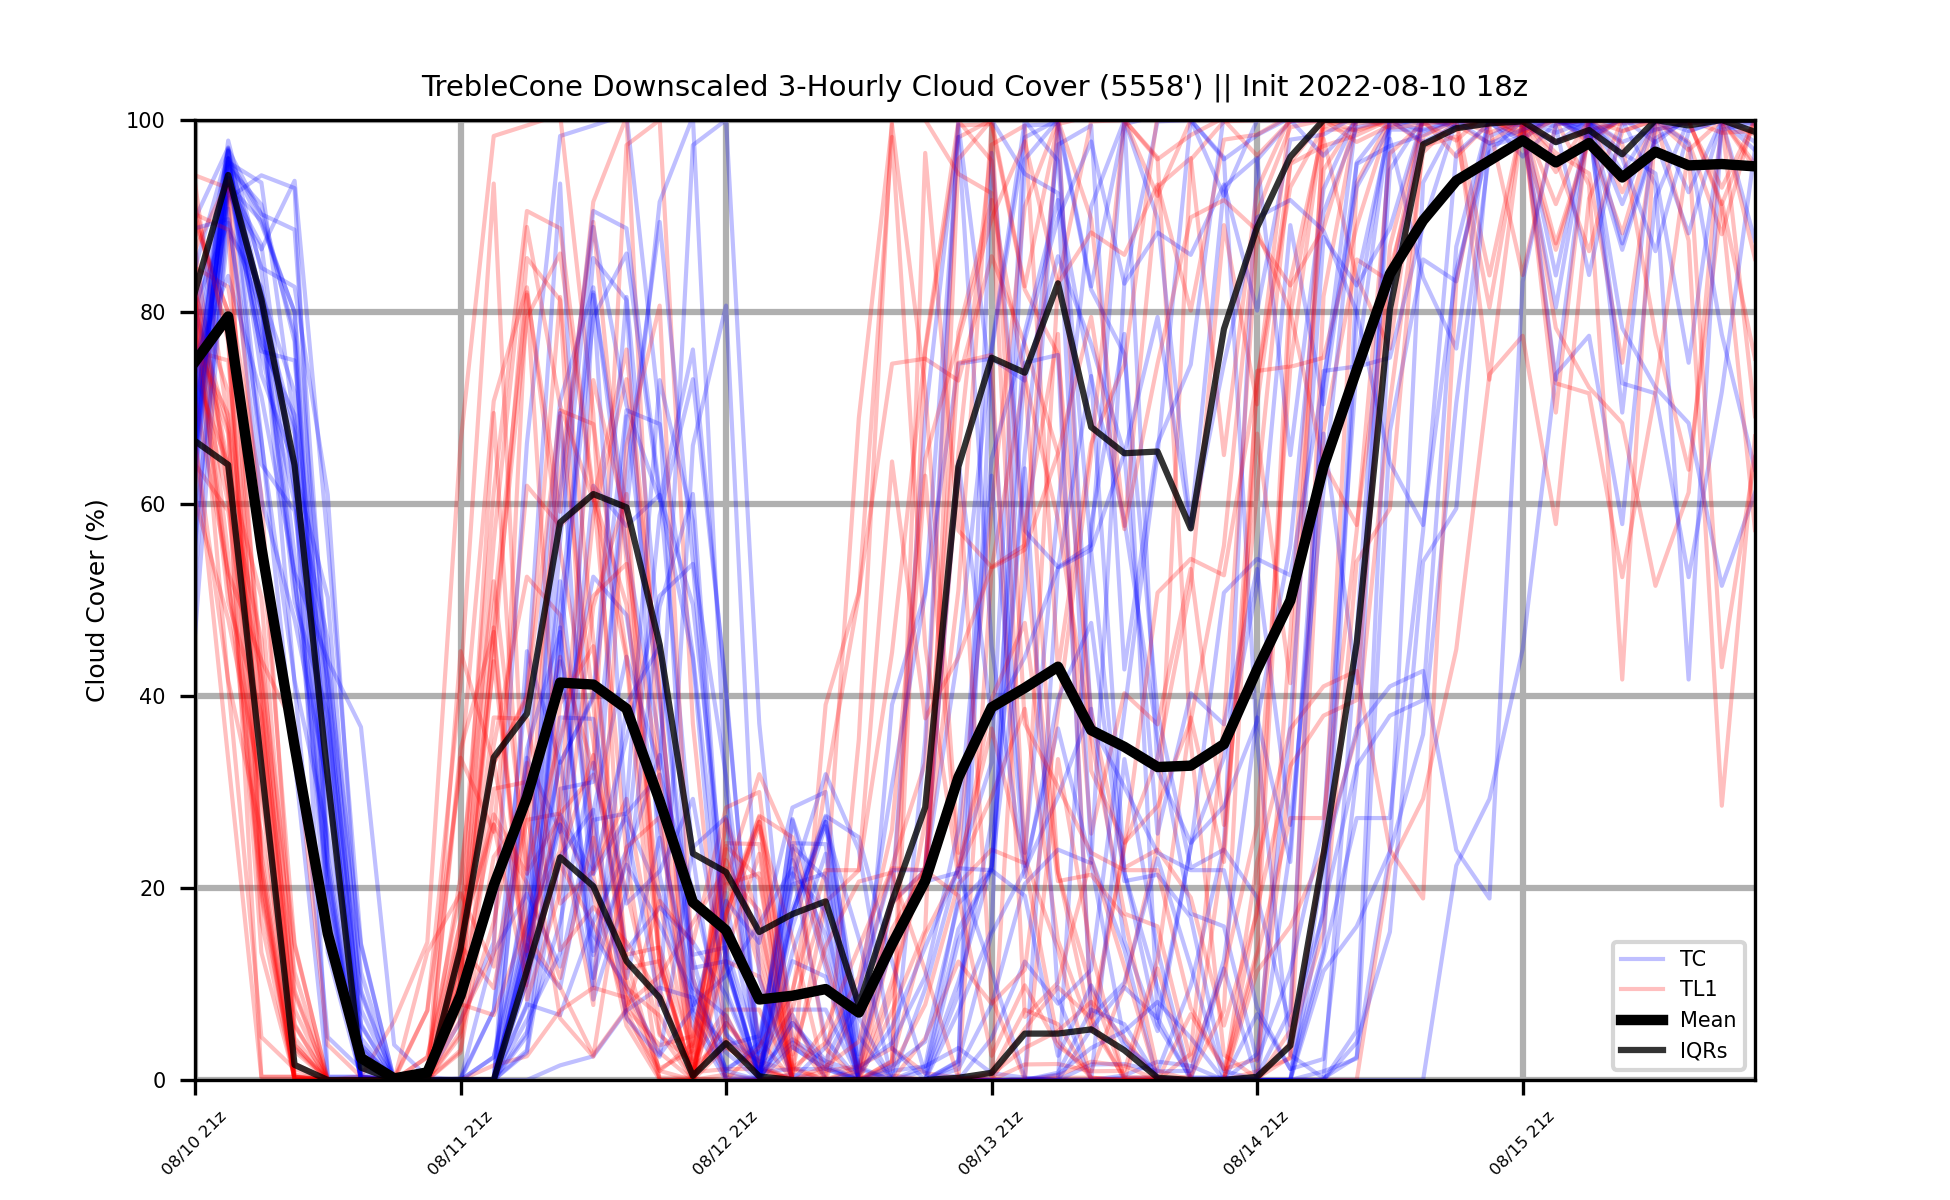 TrebleCone Downscaled 3-Hourly Cloud Cover (5558') || Init 2022-08-10 18z
Cloud Cover (%)
100
80
60
40
20
0
08/10 21z
08/11 21z
08/12 21z
08/13 21z
08/14 21z
08/15 21z
TC
TL1
Mean
IQRs